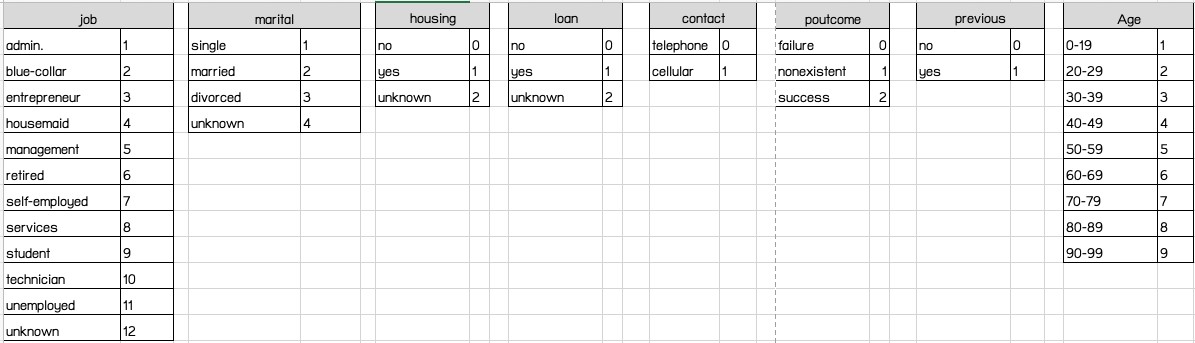 job marital housing loan contact poutcome previous Age
admin. 1 single 1 no 0 no 0 telephone 0 failure 0 no 0 0-19 1
blue-collar 2 married 2 yes 1 yes 1 cellular 1 nonexistent 1 yes 1 20-29 2
entrepreneur 3 divorced 3 unknown 2 unknown 2 success 2 30-39 3
housemaid 4 unknown 4 40-49 4
management 5 50-59 5
retired 6 60-69 6
self-employed 7 70-79 7
services 8 80-89 8
student 9 90-99 9
technician 10
unemployed 11
unknown 12